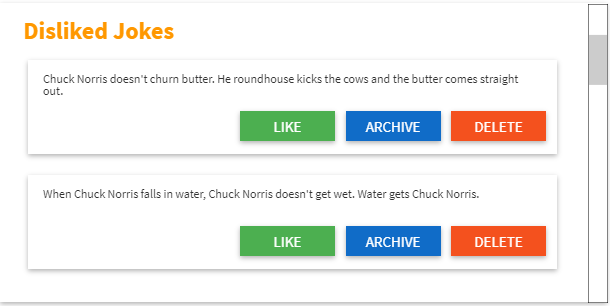 Disliked Jokes
Chuck Norris doesn't churn butter. He roundhouse kicks the cows and the butter comes straight
out.
LIKE ARCHIVE DELETE
When Chuck Norris falls in water, Chuck Norris doesn't get wet. Water gets Chuck Norris.
LIKE ARCHIVE DELETE